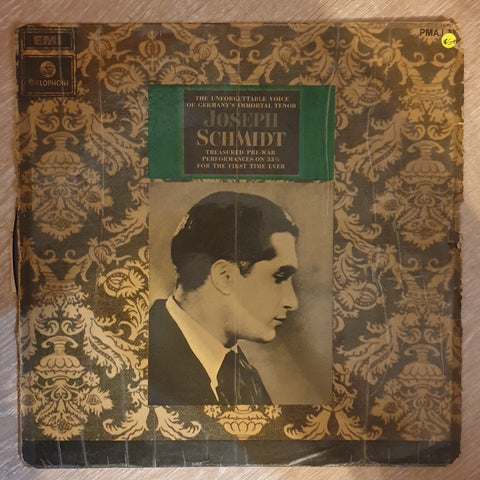 EMI
PARLOPHONE
THE UNFORGETTABLE VOICE
OF GERMANY'S IMMORTAL TENOR
JOSEPH
SCHMIDT
TREASURED PRE-WAR
PERFORMANCES ON 33⅓
FOR THE FIRST TIME EVER